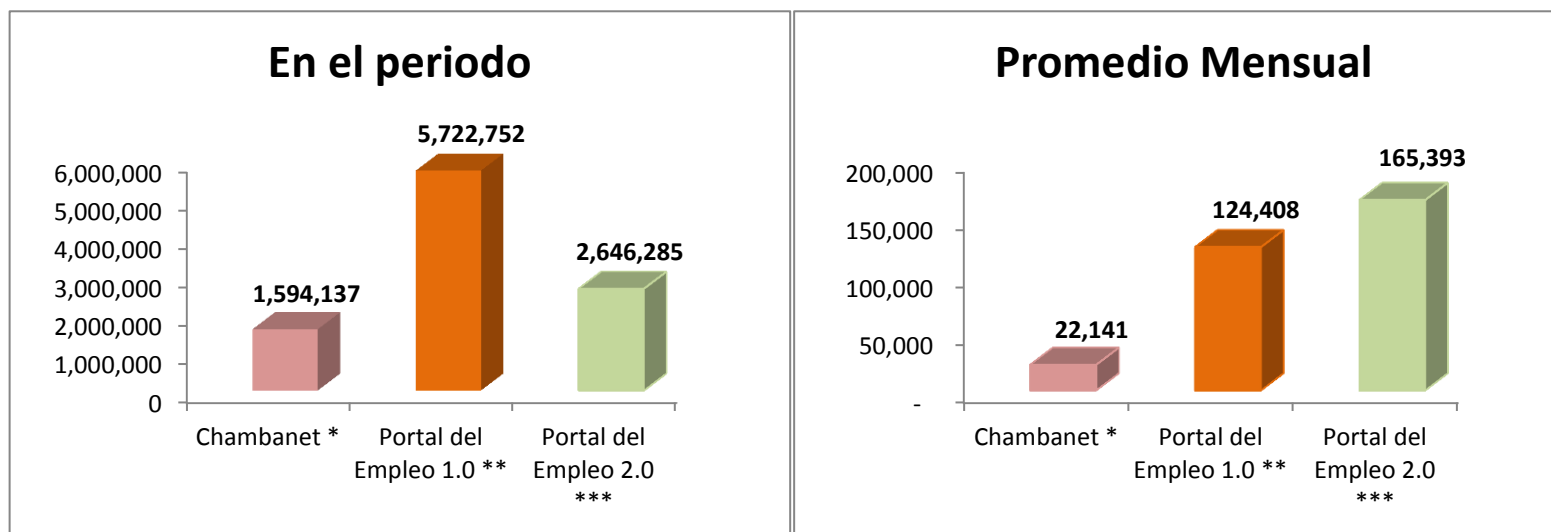 En el periodo
5,722,752
6,000,000
5,000,000
4,000,000
2,646,285
3,000,000
1,594,137
2,000,000
1,000,000
0
Chambanet *
Portal del
Empleo 1.0 **
Portal del
Empleo 2.0
***
Promedio Mensual
165,393
200,000
124,408
150,000
100,000
22,141
50,000
-
Chambanet *
Portal del
Empleo 1.0 **
Portal del
Empleo 2.0
***